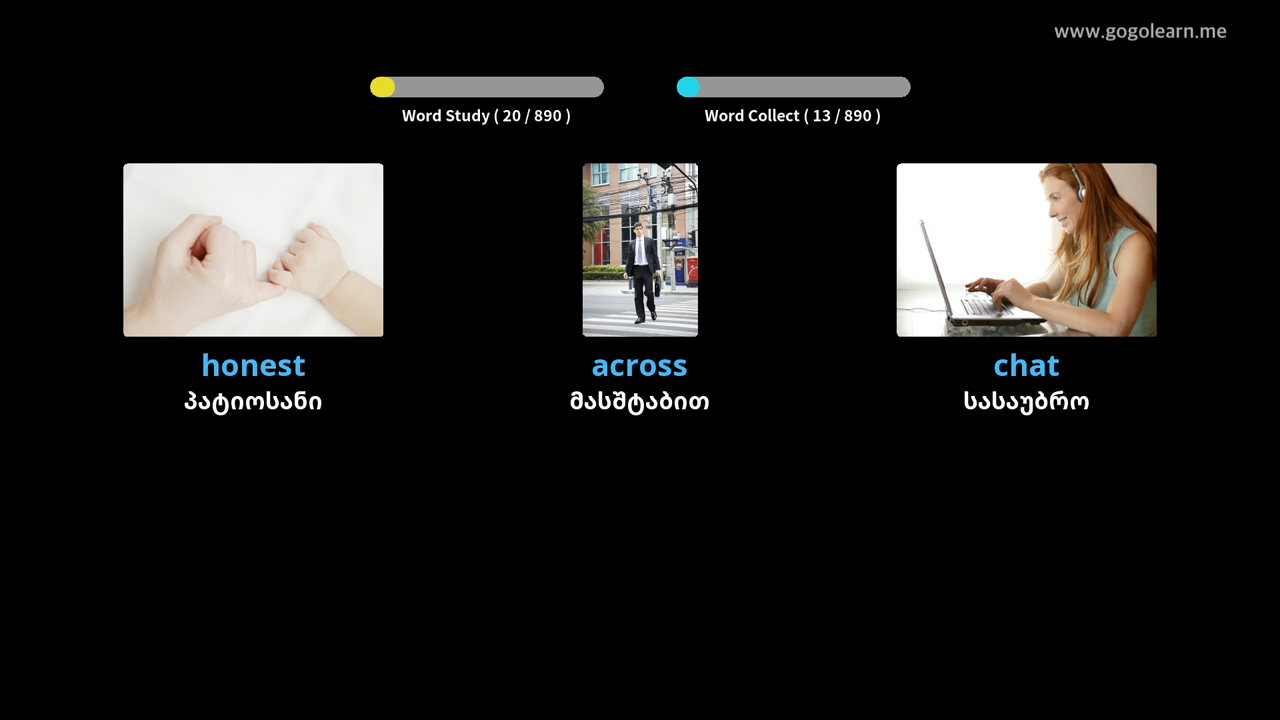 www.gogolearn.me
Word Study ( 20 / 890 )
Word Collect ( 13 / 890 )
honest
across
chat
პატიოსანი
მასშტაბით
სასაუბრო